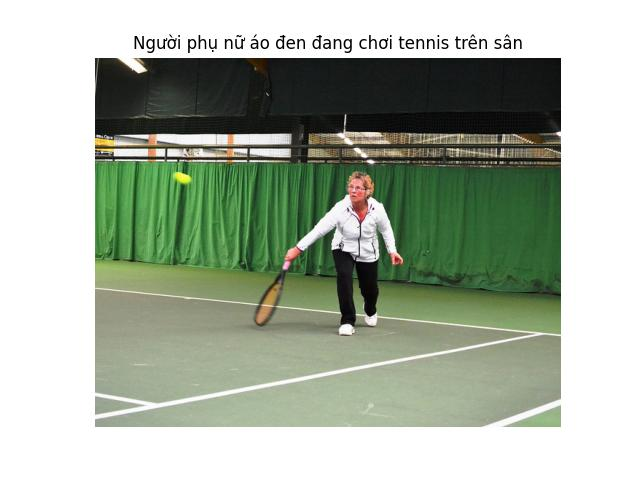 Người phụ nữ áo đen đang chơi tennis trên sân